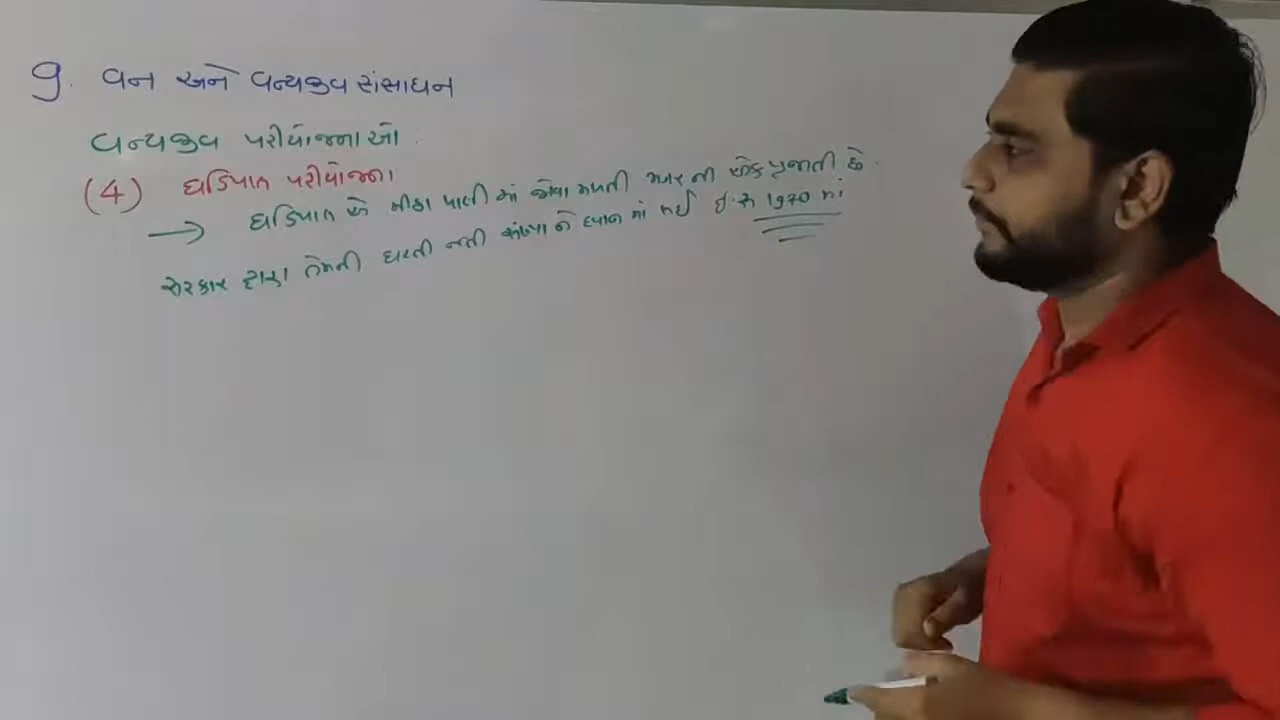 9. વન અને વન્યજીવ સંસાધન
વન્યજીવ પરીયોજનાઓ.
(4) ઘડિયાલ પરીયોજના
→ ઘડિયાલ એ મીઠા પાણી માં જોવા મળતી મગર ની એક પ્રજાતી છે.
સરકાર દ્વારા તેમની ઘટતી જતી સંખ્યા ને ધ્યાન માં લઈ ઈ.સ 1970 માં